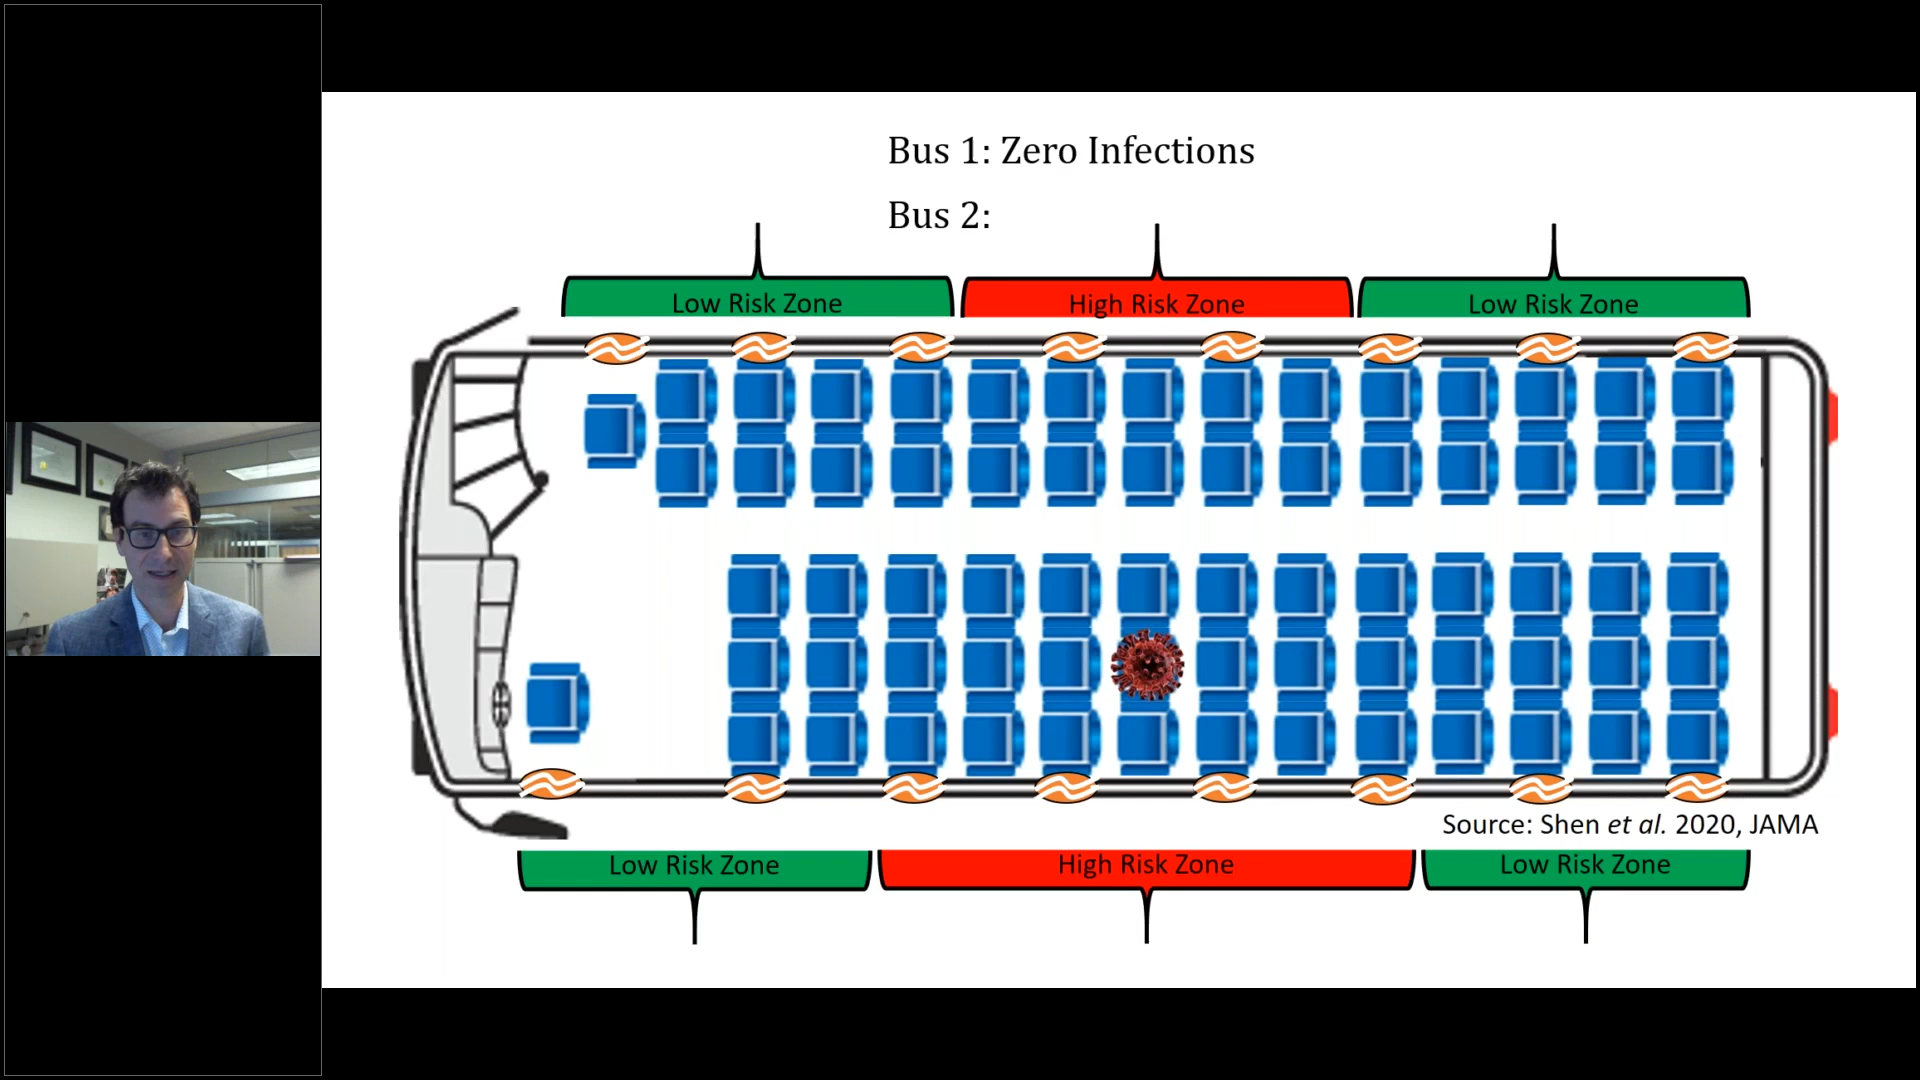 Bus 1: Zero Infections
Bus 2:
Low Risk Zone
High Risk Zone
Low Risk Zone
Source: Shen et al. 2020, JAMA
Low Risk Zone
High Risk Zone
Low Risk Zone